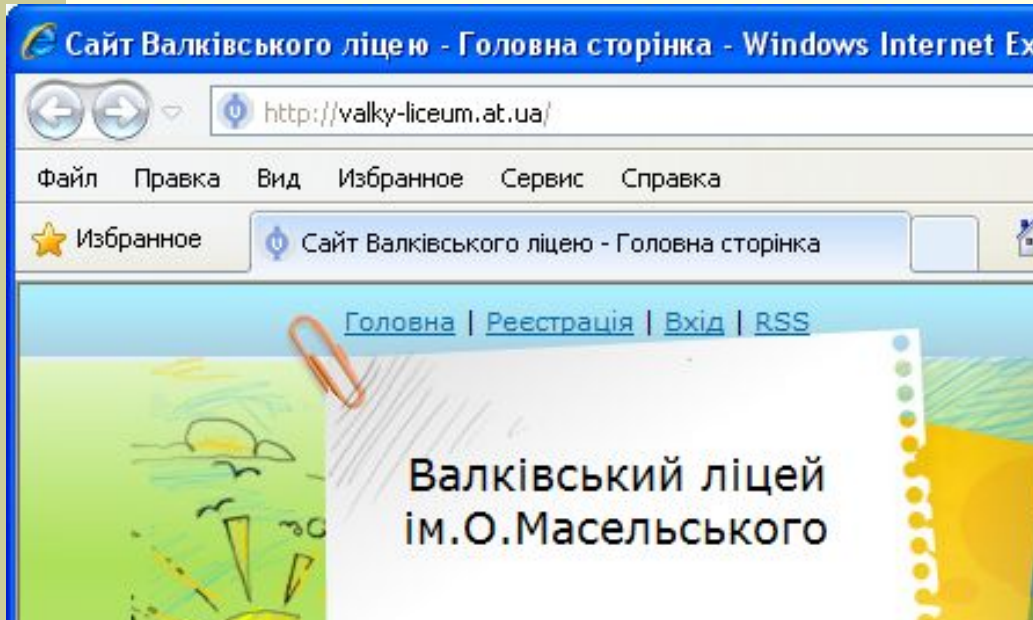 Сайт Валківського ліцею - Головна сторінка - Windows Internet Ex
http://valky-liceum.at.ua/
Файл Правка Вид Избранное Сервис Справка
Избранное Сайт Валківського ліцею - Головна сторінка
Головна | Реєстрація | Вхід | RSS
Валківський ліцей
ім.О.Масельського